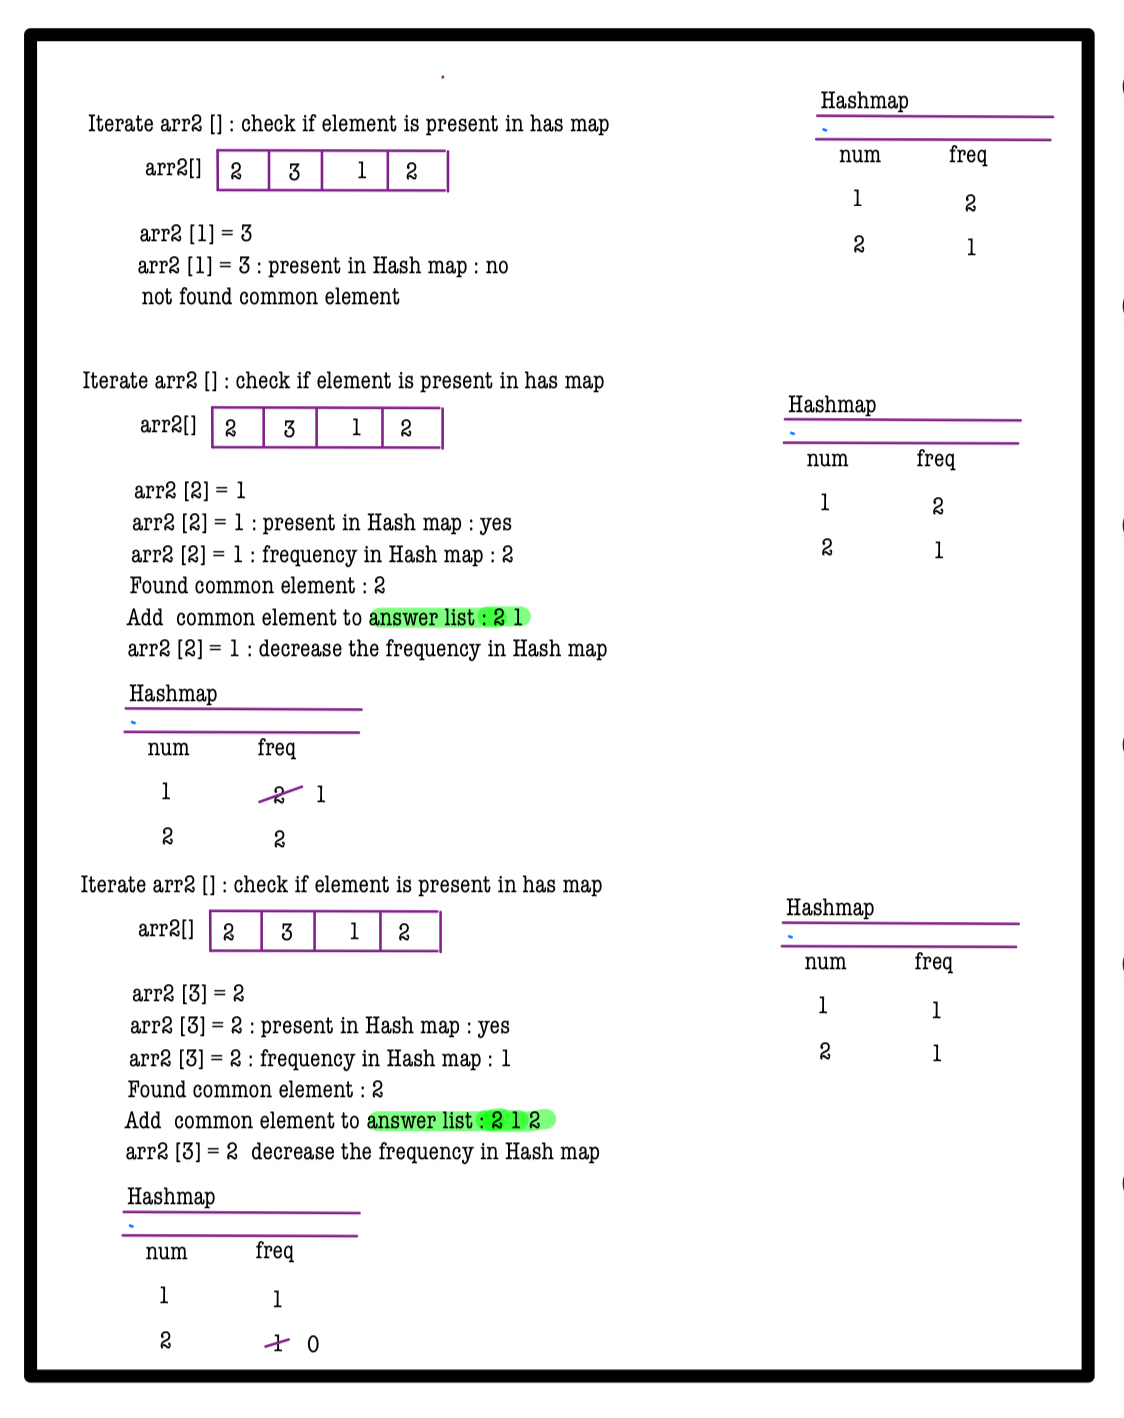 Iterate arr2 [] : check if element is present in has map
arr2[] 2 3 1 2
arr2 [1] = 3
arr2 [1] = 3 : present in Hash map : no
not found common element
Hashmap
num freq
1 2
2 1
Iterate arr2 [] : check if element is present in has map
arr2[] 2 3 1 2
arr2 [2] = 1
arr2 [2] = 1 : present in Hash map : yes
arr2 [2] = 1 : frequency in Hash map : 2
Found common element : 2
Add common element to answer list : 2 1
arr2 [2] = 1 : decrease the frequency in Hash map
Hashmap
num freq
1 2
2 1
Hashmap
num freq
1 2 1
2 2
Iterate arr2 [] : check if element is present in has map
arr2[] 2 3 1 2
arr2 [3] = 2
arr2 [3] = 2 : present in Hash map : yes
arr2 [3] = 2 : frequency in Hash map : 1
Found common element : 2
Add common element to answer list : 2 1 2
arr2 [3] = 2 decrease the frequency in Hash map
Hashmap
num freq
1 1
2 1
Hashmap
num freq
1 1
2 1 0